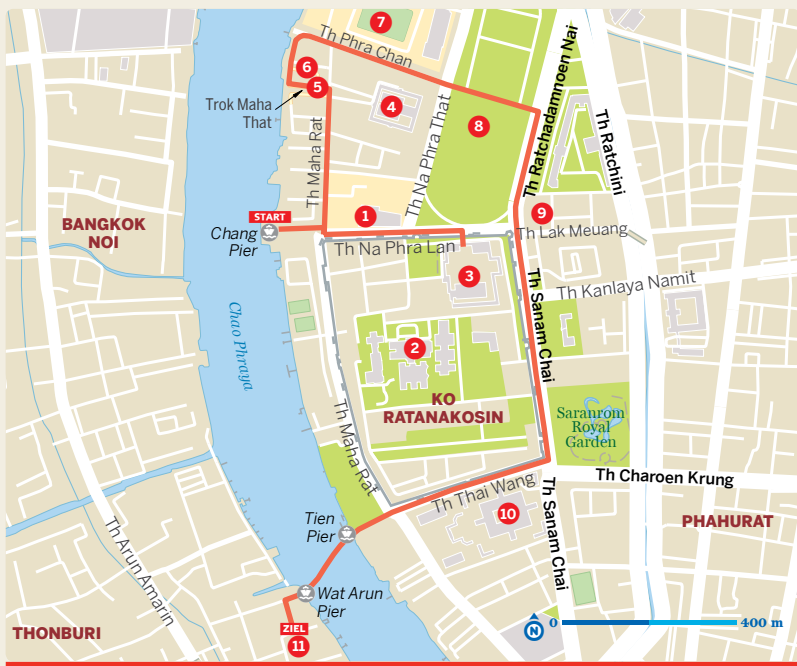 7
Th Phra Chan
6
5
Trok Maha
That
4
8
Th Na Phra That
Th Ratchadamnoen Nai
Th Ratchini
Th Maha Rat
BANGKOK
NOI
START
Chang
Pier
1
9
Th Lak Meuang
Th Na Phra Lan
3
Th Kanlaya Namit
Th Sanam Chai
Chao Phraya
2
KO
RATANAKOSIN
Saranrom
Royal
Garden
Th Maha Rat
Th Charoen Krung
Th Thai Wang
10
Th Sanam Chai
PHAHURAT
Tien
Pier
Th Arun Amarin
Wat Arun
Pier
THONBURI
ZIEL
11
N
0
400 m